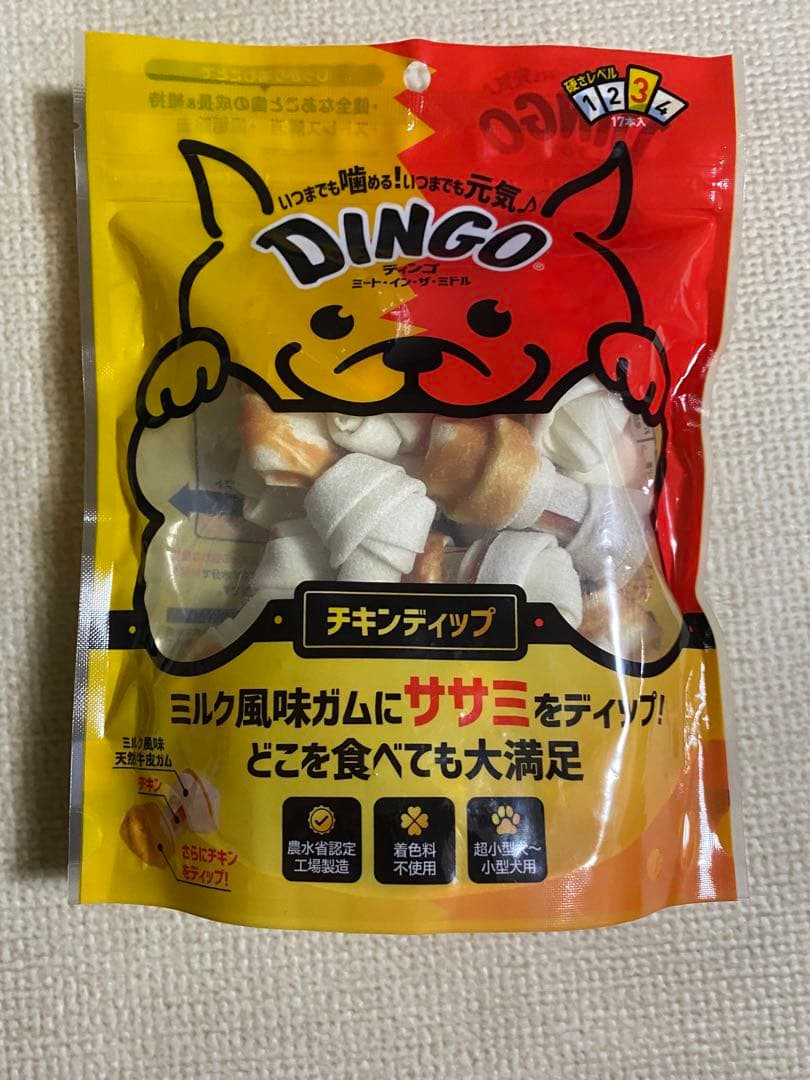 硬さレベル
1 2 3 4
17本入
いつまでも噛める!いつまでも元気♪
DINGO®
ディンゴ
ミート・イン・ザ・ミドル
チキンディップ
ミルク風味ガムにササミをディップ!
どこを食べても大満足
ミルク風味
天然牛皮ガム
チキン
さらにチキン
をディップ!
農水省認定
工場製造
着色料
不使用
超小型犬～
小型犬用